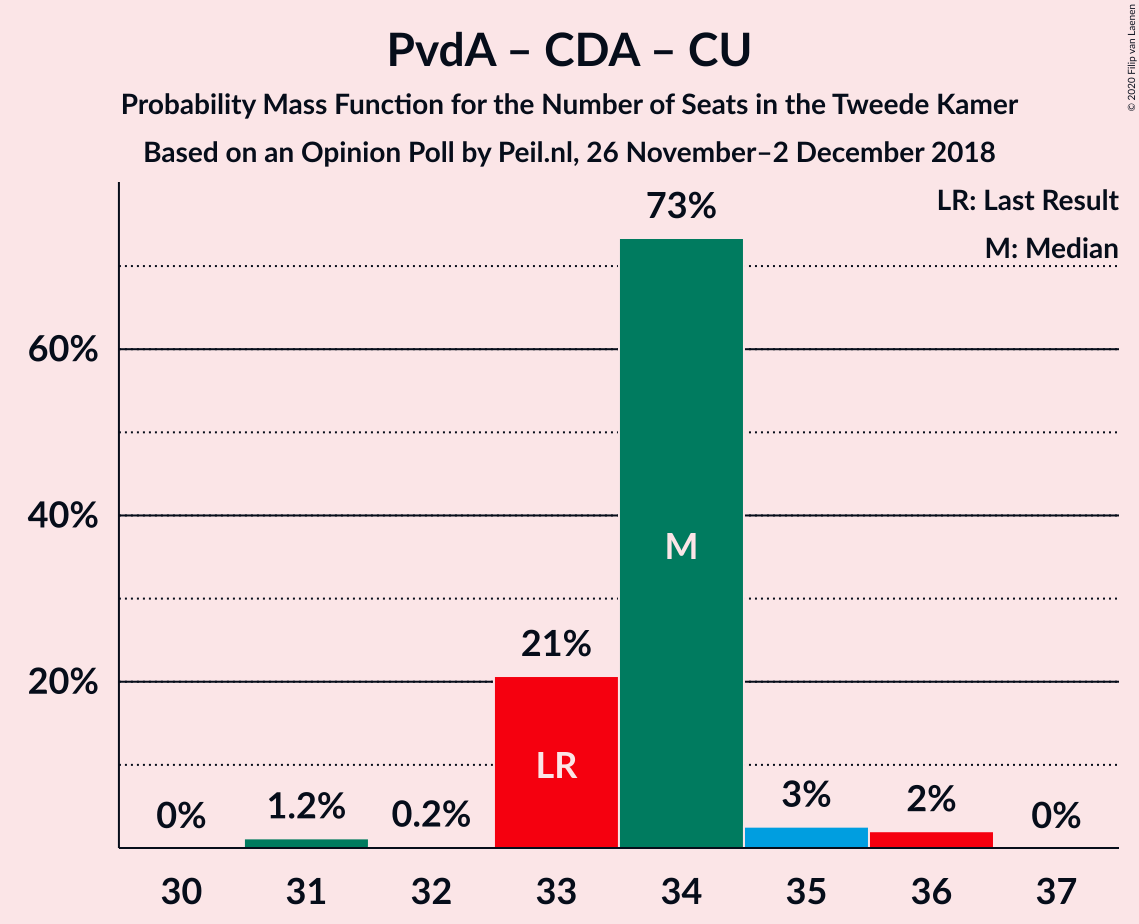 PvdA – CDA – CU
Probability Mass Function for the Number of Seats in the Tweede Kamer
Based on an Opinion Poll by Peil.nl, 26 November–2 December 2018
© 2020 Filip van Laenen
LR: Last Result
M: Median
73%
60%
40%
M
21%
20%
LR
0%
1.2%
0.2%
3%
2%
0%
30
31
32
33
34
35
36
37